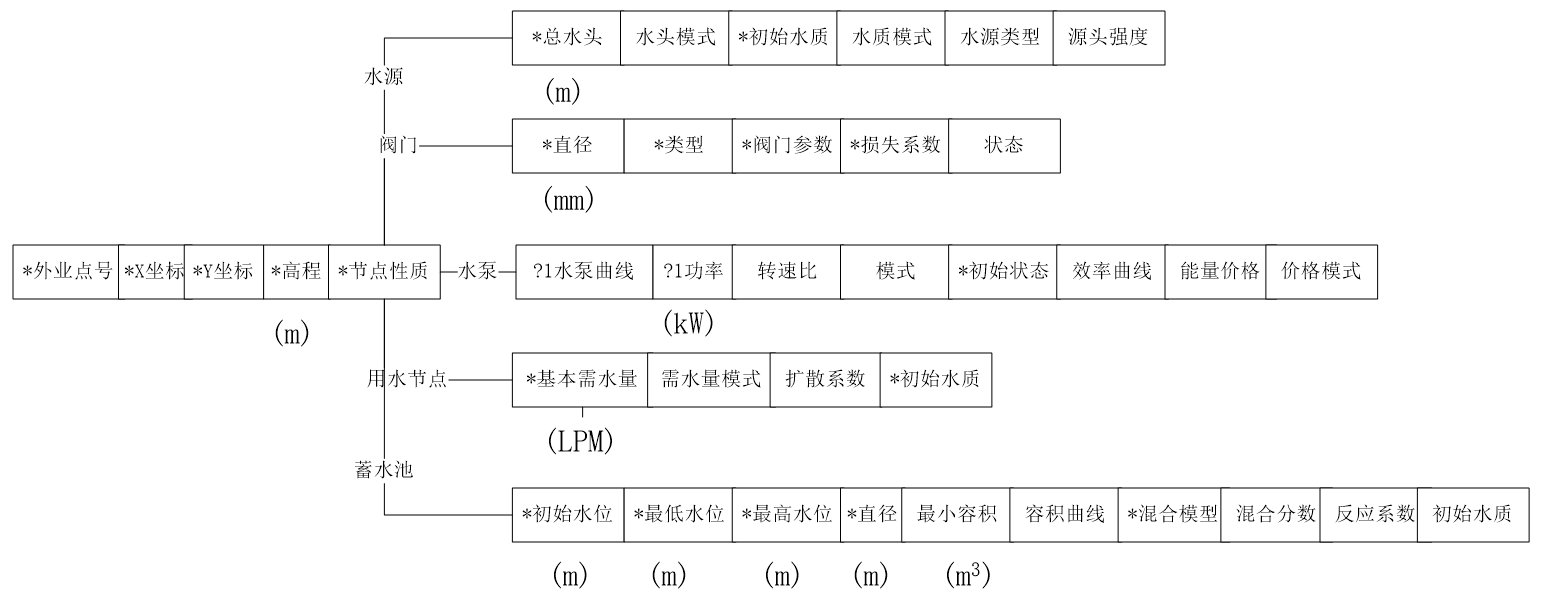 *总水头 水头模式 *初始水质 水质模式 水源类型 源头强度
水源
(m)
阀门 *直径 *类型 *阀门参数 *损失系数 状态
(mm)
*外业点号 *X坐标 *Y坐标 *高程 *节点性质 水泵 ?1水泵曲线 ?1功率 转速比 模式 *初始状态 效率曲线 能量价格 价格模式
(m) (kW)
用水节点 *基本需水量 需水量模式 扩散系数 *初始水质
(LPM)
蓄水池
*初始水位 *最低水位 *最高水位 *直径 最小容积 容积曲线 *混合模型 混合分数 反应系数 初始水质
(m) (m) (m) (m) (m³)